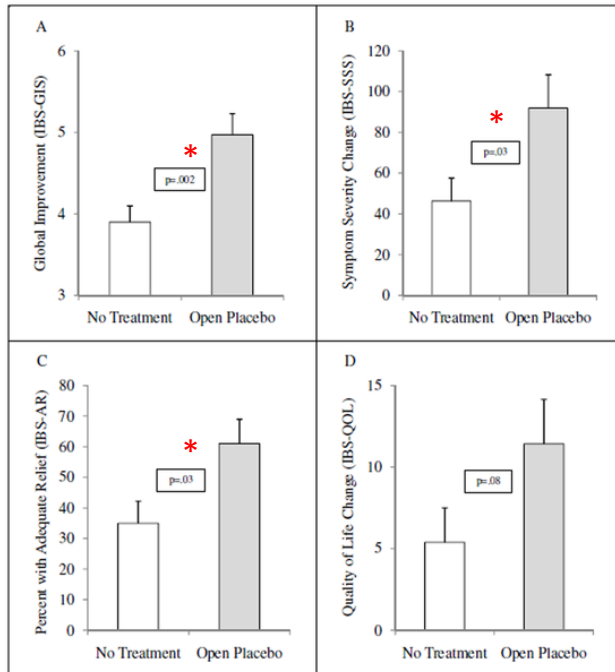 A
Global Improvement (IBS-GIS)
6
5
4
3
*
p=.002
No Treatment
Open Placebo
B
Symptom Severity Change (IBS-SSS)
120
100
80
60
40
20
0
*
p=.03
No Treatment
Open Placebo
C
Percent with Adequate Relief (IBS-AR)
80
70
60
50
40
30
20
10
0
*
p=.03
No Treatment
Open Placebo
D
Quality of Life Change (IBS-QOL)
15
10
5
0
p=.08
No Treatment
Open Placebo